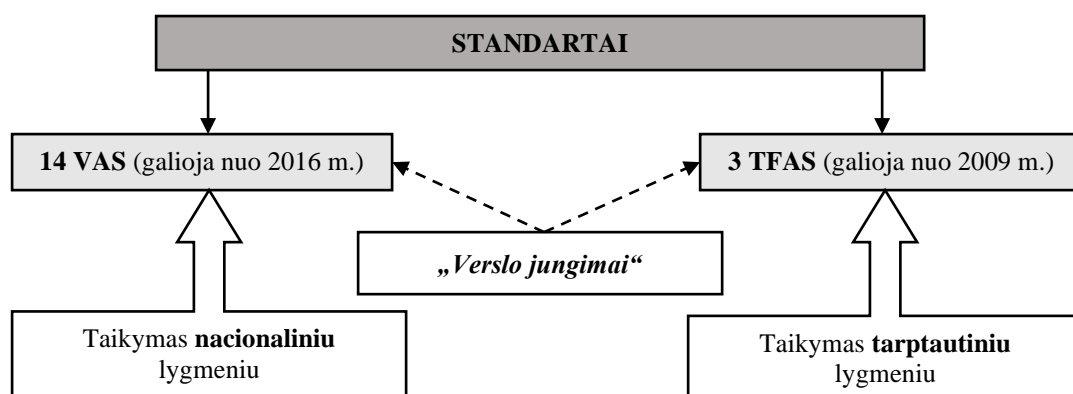 STANDARTAI
14 VAS (galioja nuo 2016 m.)
3 TFAS (galioja nuo 2009 m.)
„Verslo jungimai“
Taikymas nacionaliniu
lygmeniu
Taikymas tarptautiniu
lygmeniu